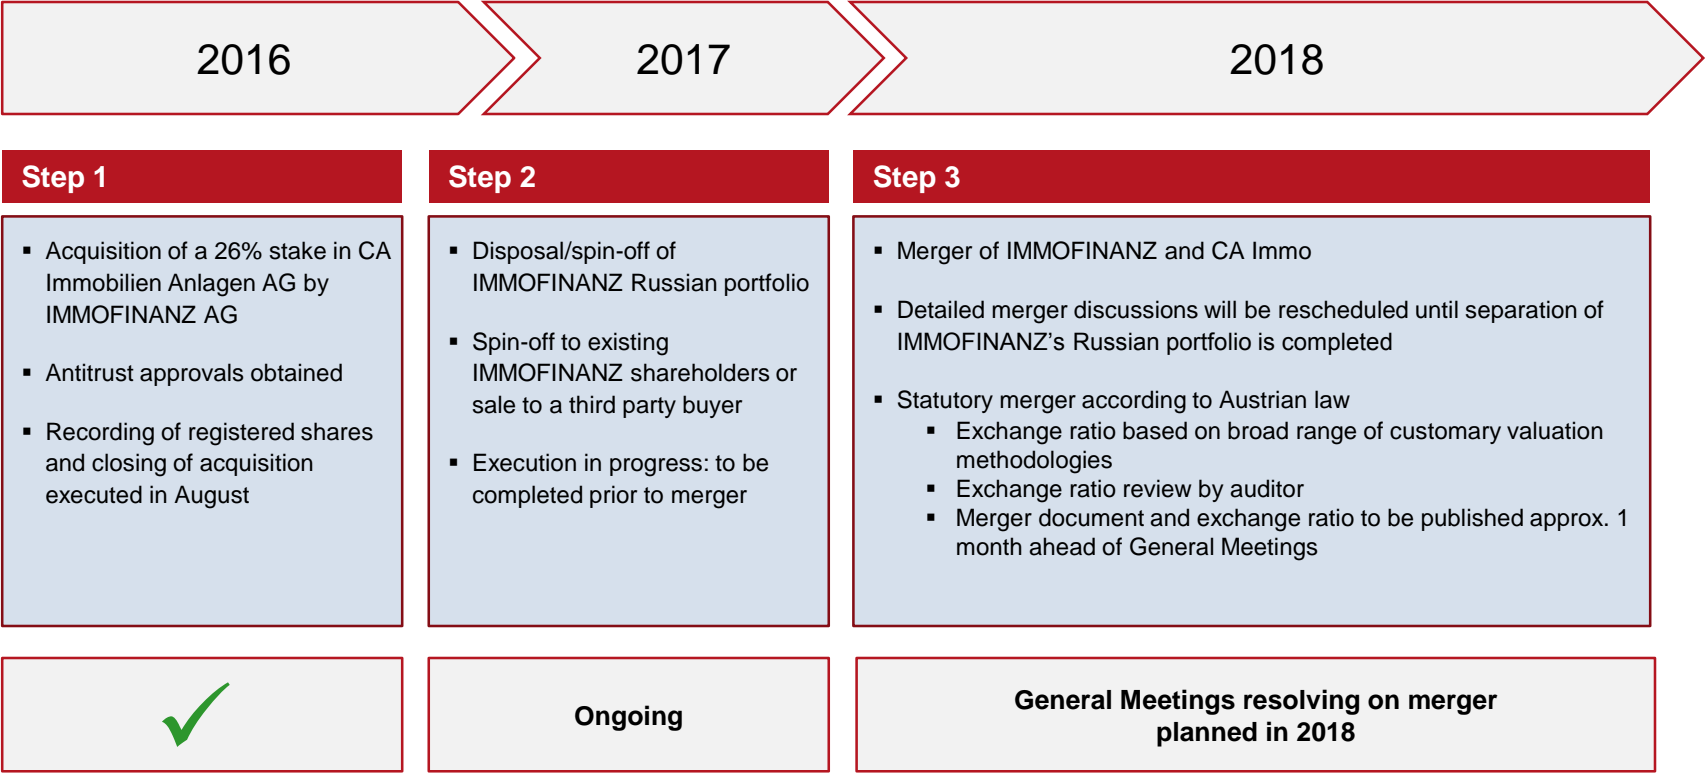 2016
2017
2018
Step 1
▪ Acquisition of a 26% stake in CA
Immobilien Anlagen AG by
IMMOFINANZ AG
▪ Antitrust approvals obtained
▪ Recording of registered shares
and closing of acquisition
executed in August
Step 2
▪ Disposal/spin-off of
IMMOFINANZ Russian portfolio
▪ Spin-off to existing
IMMOFINANZ shareholders or
sale to a third party buyer
▪ Execution in progress: to be
completed prior to merger
Ongoing
Step 3
▪ Merger of IMMOFINANZ and CA Immo
▪ Detailed merger discussions will be rescheduled until separation of
IMMOFINANZ’s Russian portfolio is completed
▪ Statutory merger according to Austrian law
▪ Exchange ratio based on broad range of customary valuation
methodologies
▪ Exchange ratio review by auditor
▪ Merger document and exchange ratio to be published approx. 1
month ahead of General Meetings
General Meetings resolving on merger
planned in 2018